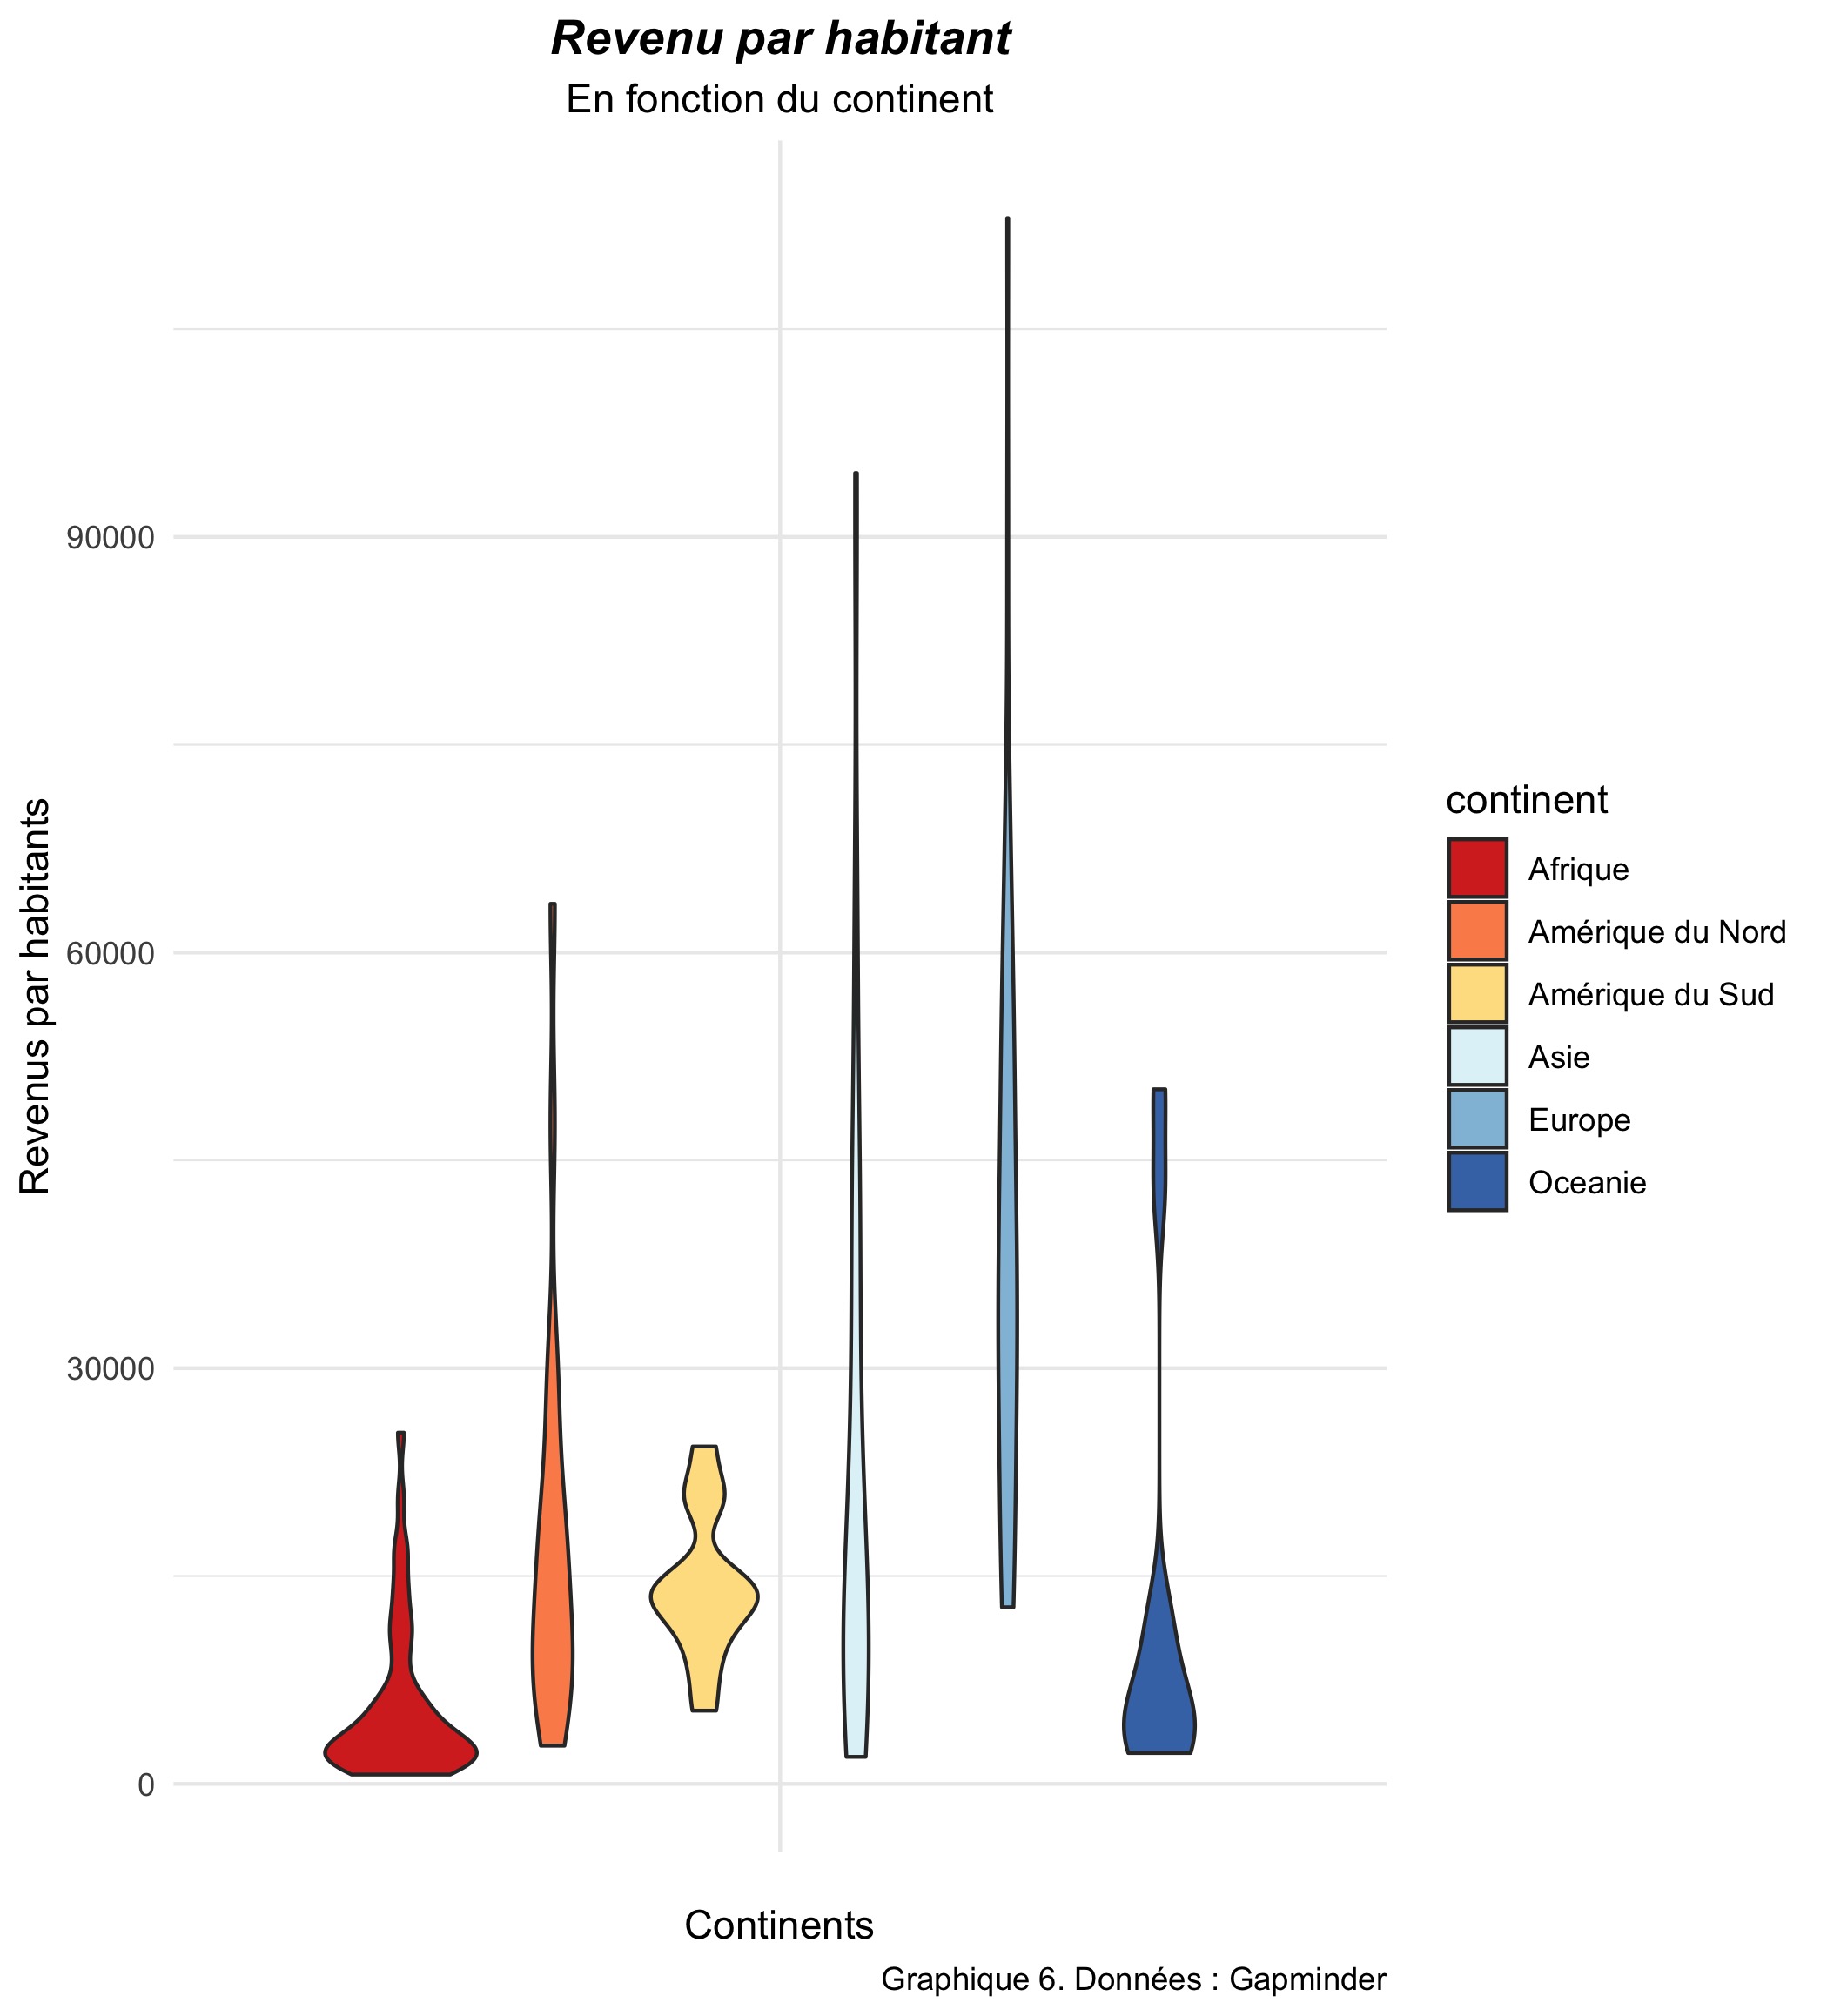 Revenu par habitant
En fonction du continent
Revenus par habitants
90000
60000
30000
0
Continents
continent
Afrique
Amérique du Nord
Amérique du Sud
Asie
Europe
Oceanie
Graphique 6. Données : Gapminder